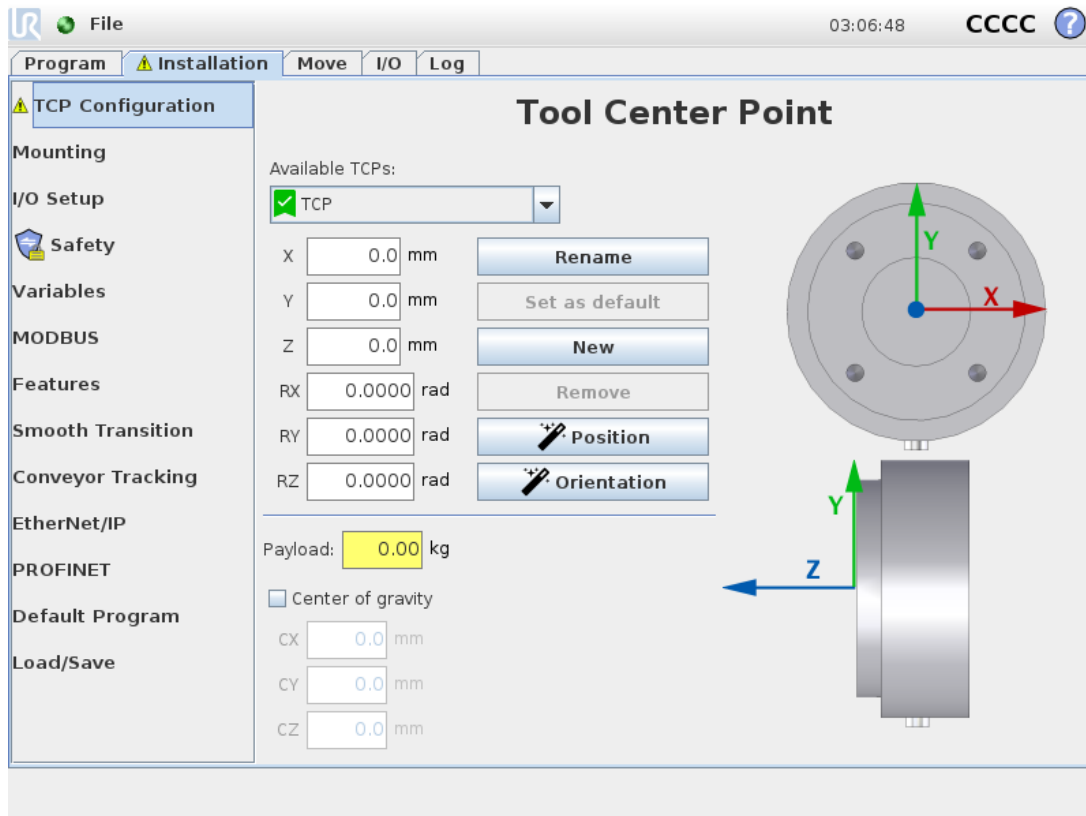 UR File 03:06:48 CCCC ?
Program Installation Move I/O Log
TCP Configuration
Mounting
I/O Setup
Safety
Variables
MODBUS
Features
Smooth Transition
Conveyor Tracking
EtherNet/IP
PROFINET
Default Program
Load/Save
Tool Center Point
Available TCPs:
TCP
X 0.0 mm Rename
Y 0.0 mm Set as default
Z 0.0 mm New
RX 0.0000 rad Remove
RY 0.0000 rad Position
RZ 0.0000 rad Orientation
Payload: 0.00 kg
Center of gravity
CX 0.0 mm
CY 0.0 mm
CZ 0.0 mm
Y
X
Y
Z